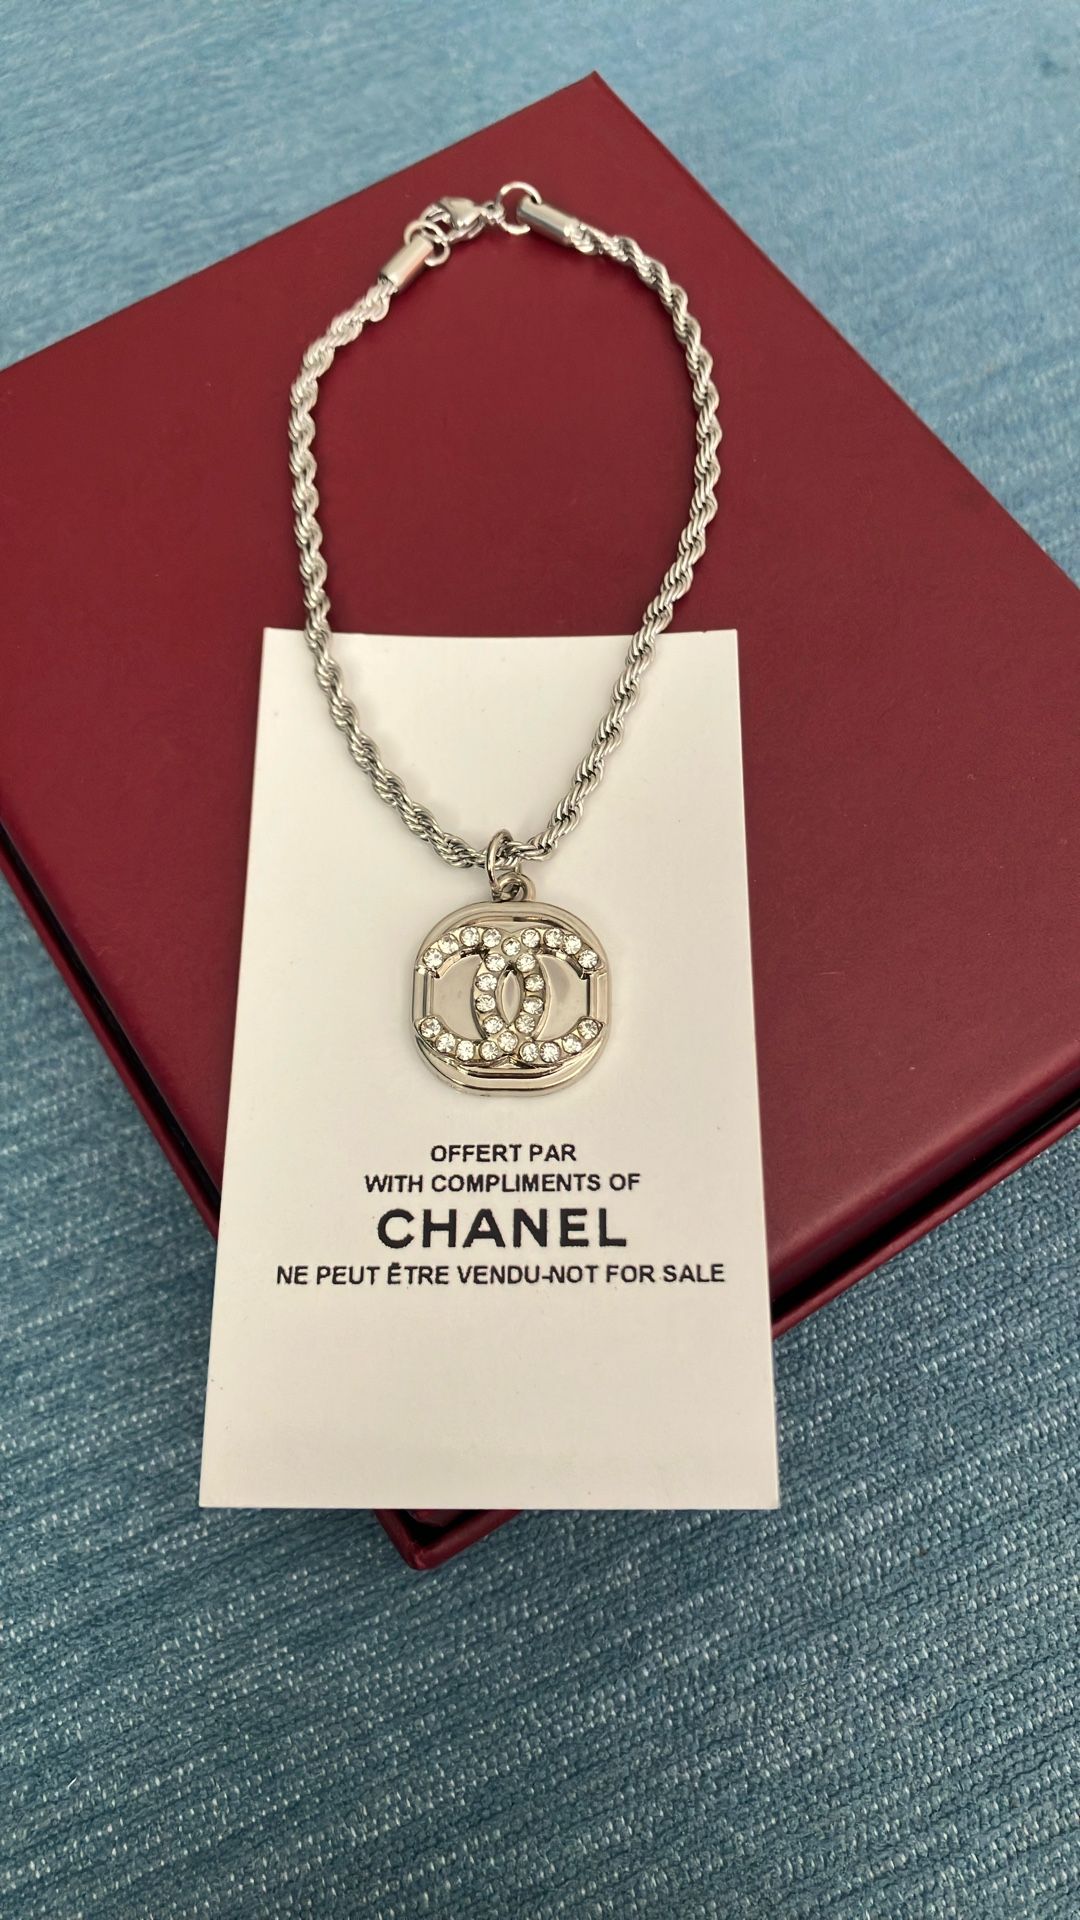 OFFERT PAR
WITH COMPLIMENTS OF
CHANEL
NE PEUT ÊTRE VENDU-NOT FOR SALE